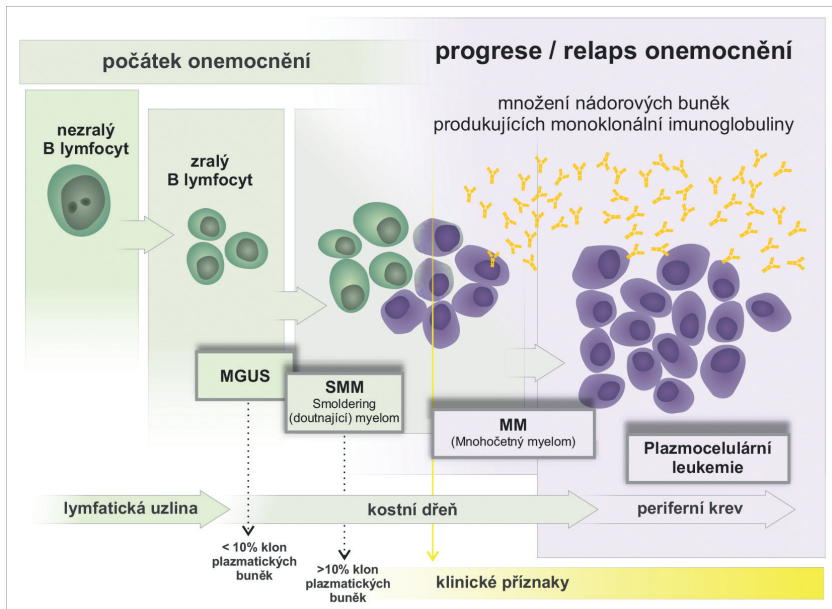 počátek onemocnění
progrese / relaps onemocnění
množení nádorových buněk
produkujících monoklonální imunoglobuliny
nezralý
B lymfocyt
zralý
B lymfocyt
MGUS
SMM
Smoldering
(doutnající) myelom
MM
(Mnohočetný myelom)
Plazmocelulární
leukemie
lymfatická uzlina
kostní dřeň
periferní krev
< 10% klon
plazmatických
buněk
>10% klon
plazmatických
buněk
klinické příznaky